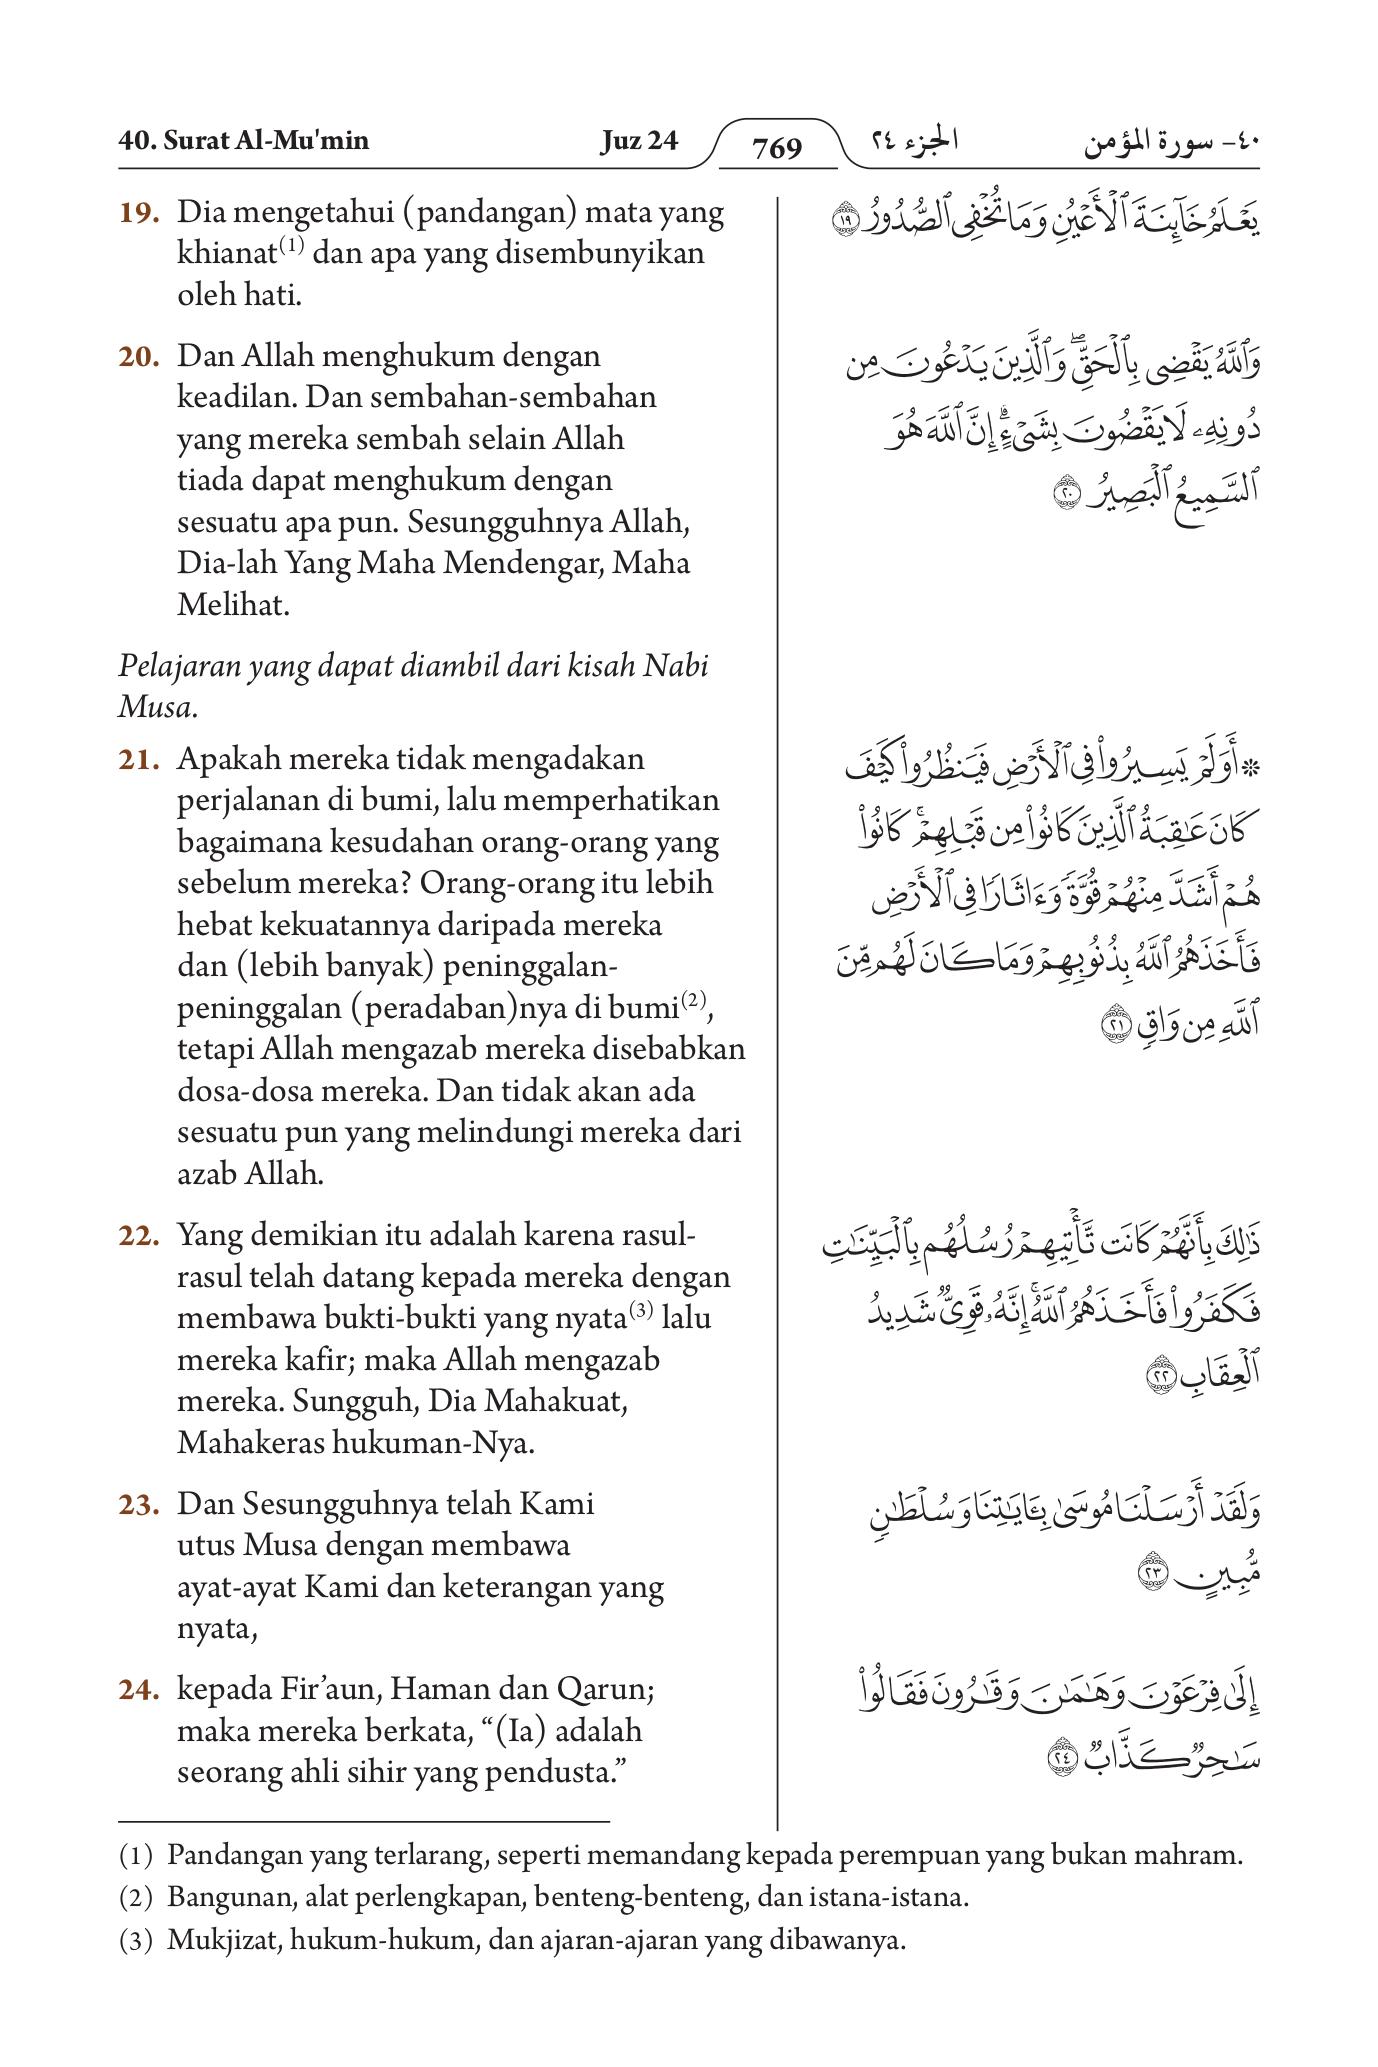 40. Surat Al-Mu'min
Juz 24
769
الجزء ٢٤
٤٠- سورة المؤمن
19. Dia mengetahui (pandangan) mata yang
khianat(1) dan apa yang disembunyikan
oleh hati.
20. Dan Allah menghukum dengan
keadilan. Dan sembahan-sembahan
yang mereka sembah selain Allah
tiada dapat menghukum dengan
sesuatu apa pun. Sesungguhnya Allah,
Dia-lah Yang Maha Mendengar, Maha
Melihat.
Pelajaran yang dapat diambil dari kisah Nabi
Musa.
21. Apakah mereka tidak mengadakan
perjalanan di bumi, lalu memperhatikan
bagaimana kesudahan orang-orang yang
sebelum mereka? Orang-orang itu lebih
hebat kekuatannya daripada mereka
dan (lebih banyak) peninggalan-
peninggalan (peradaban)nya di bumi(2),
tetapi Allah mengazab mereka disebabkan
dosa-dosa mereka. Dan tidak akan ada
sesuatu pun yang melindungi mereka dari
azab Allah.
22. Yang demikian itu adalah karena rasul-
rasul telah datang kepada mereka dengan
membawa bukti-bukti yang nyata(3) lalu
mereka kafir; maka Allah mengazab
mereka. Sungguh, Dia Mahakuat,
Mahakeras hukuman-Nya.
23. Dan Sesungguhnya telah Kami
utus Musa dengan membawa
ayat-ayat Kami dan keterangan yang
nyata,
24. kepada Fir’aun, Haman dan Qarun;
maka mereka berkata, “(Ia) adalah
seorang ahli sihir yang pendusta.”
يَعْلَمُ خَآئِنَةَ ٱلْأَعْيُنِ وَمَا تُخْفِى ٱلصُّدُورُ ١٩
وَٱللَّهُ يَقْضِى بِٱلْحَقِّۖ وَٱلَّذِينَ يَدْعُونَ مِن
دُونِهِۦ لَا يَقْضُونَ بِشَىْءٍۗ إِنَّ ٱللَّهَ هُوَ
ٱلسَّمِيعُ ٱلْبَصِيرُ ٢٠
۞ أَوَلَمْ يَسِيرُوا۟ فِى ٱلْأَرْضِ فَيَنظُرُوا۟ كَيْفَ
كَانَ عَـٰقِبَةُ ٱلَّذِينَ كَانُوا۟ مِن قَبْلِهِمْۚ كَانُوا۟
هُمْ أَشَدَّ مِنْهُمْ قُوَّةً وَءَاثَارًا فِى ٱلْأَرْضِ
فَأَخَذَهُمُ ٱللَّهُ بِذُنُوبِهِمْ وَمَا كَانَ لَهُم مِّنَ
ٱللَّهِ مِن وَاقٍ ٢١
ذَٰلِكَ بِأَنَّهُمْ كَانَت تَّأْتِيهِمْ رُسُلُهُم بِٱلْبَيِّنَـٰتِ
فَكَفَرُوا۟ فَأَخَذَهُمُ ٱللَّهُۚ إِنَّهُۥ قَوِىٌّ شَدِيدُ
ٱلْعِقَابِ ٢٢
وَلَقَدْ أَرْسَلْنَا مُوسَىٰ بِـَٔايَـٰتِنَا وَسُلْطَـٰنٍ
مُّبِينٍ ٢٣
إِلَىٰ فِرْعَوْنَ وَهَـٰمَـٰنَ وَقَـٰرُونَ فَقَالُوا۟
سَـٰحِرٌ كَذَّابٌ ٢٤
(1) Pandangan yang terlarang, seperti memandang kepada perempuan yang bukan mahram.
(2) Bangunan, alat perlengkapan, benteng-benteng, dan istana-istana.
(3) Mukjizat, hukum-hukum, dan ajaran-ajaran yang dibawanya.